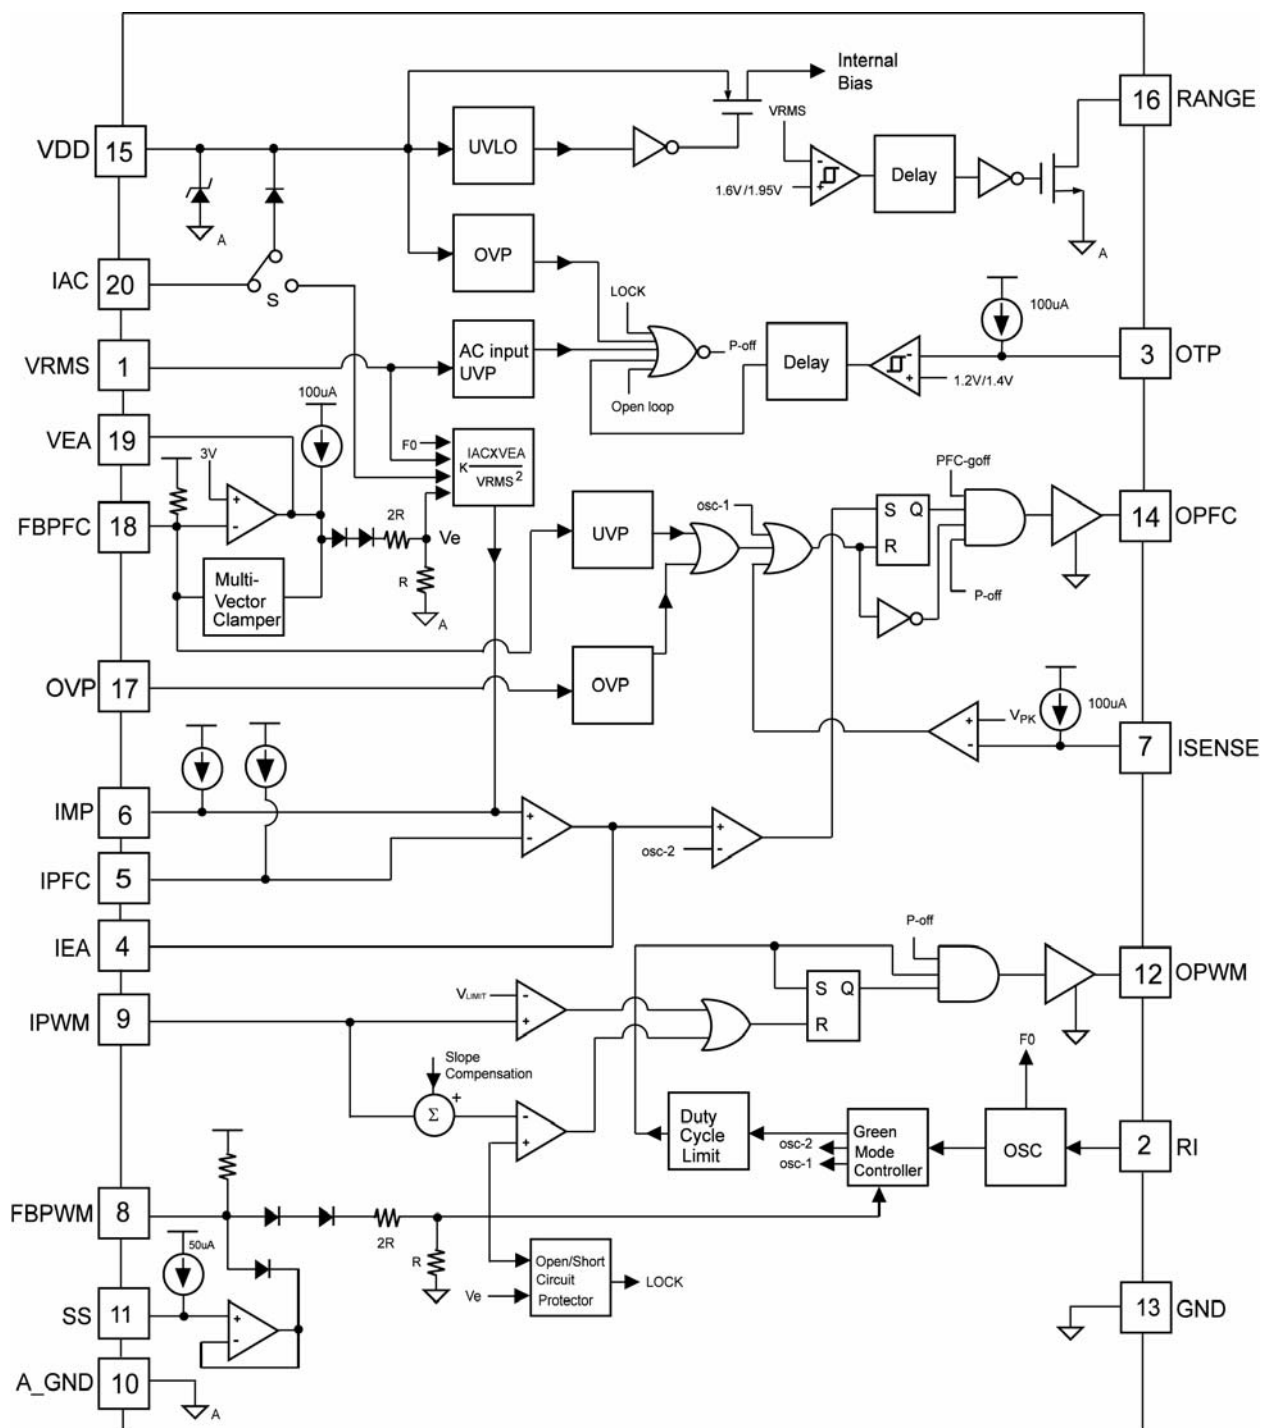 Internal
Bias
16 RANGE
VRMS
VDD 15
UVLO
Delay
1.6V/1.95V
A
A
OVP
IAC 20
S
LOCK
100uA
AC input
UVP
P-off
Delay
3 OTP
VRMS 1
1.2V/1.4V
100uA
Open loop
VEA 19
F0
IACXVEA
K
VRMS 2
3V
PFC-goff
FBPFC 18
2R
Ve
UVP
osc-1
S Q
R
14 OPFC
R
Multi-
Vector
Clamper
A
P-off
OVP 17
OVP
VPK
100uA
7 ISENSE
IMP 6
osc-2
IPFC 5
IEA 4
P-off
12 OPWM
VLIMIT
S Q
R
IPWM 9
F0
Slope
Compensation
+
Σ
Duty
Cycle
Limit
osc-2
osc-1
Green
Mode
Controller
OSC
2 RI
FBPWM 8
2R
50uA
R
Open/Short
Circuit
Protector
LOCK
Ve
SS 11
13 GND
A_GND 10
A